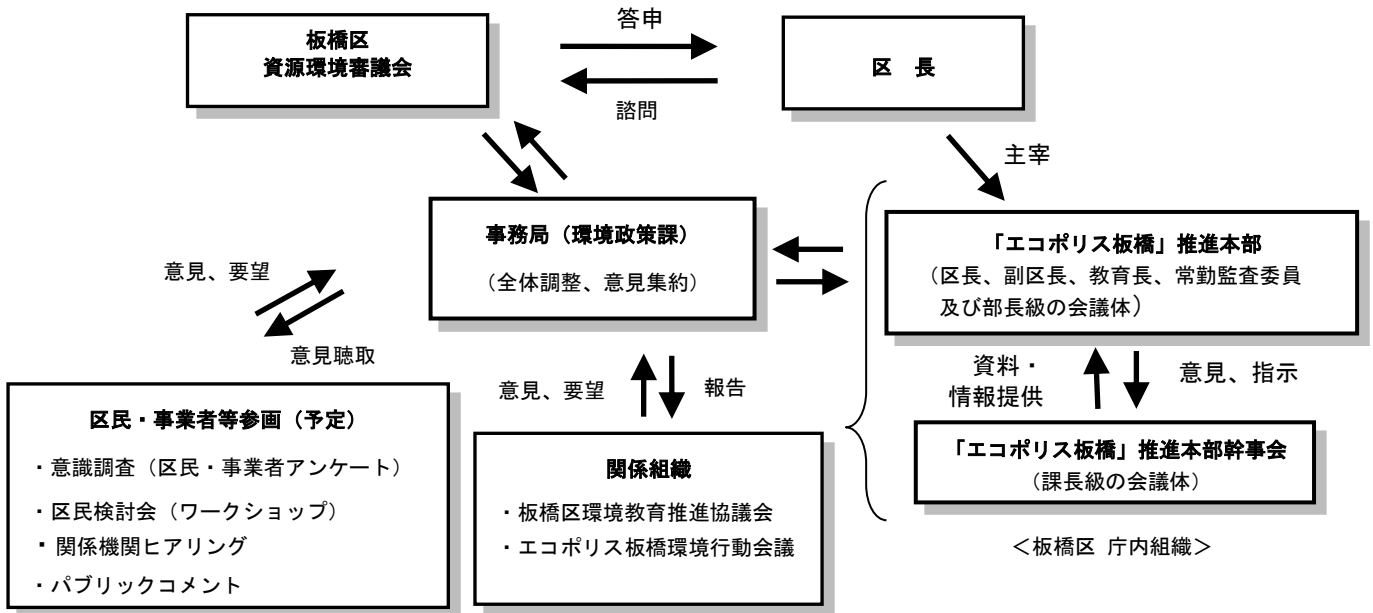 板橋区
資源環境審議会
答申
諮問
区　長
主宰
事務局（環境政策課）
（全体調整、意見集約）
「エコポリス板橋」推進本部
（区長、副区長、教育長、常勤監査委員
及び部長級の会議体）
意見、要望
意見聴取
意見、要望
報告
資料・
情報提供
意見、指示
区民・事業者等参画（予定）
・意識調査（区民・事業者アンケート）
・区民検討会（ワークショップ）
・関係機関ヒアリング
・パブリックコメント
関係組織
・板橋区環境教育推進協議会
・エコポリス板橋環境行動会議
「エコポリス板橋」推進本部幹事会
（課長級の会議体）
＜板橋区 庁内組織＞